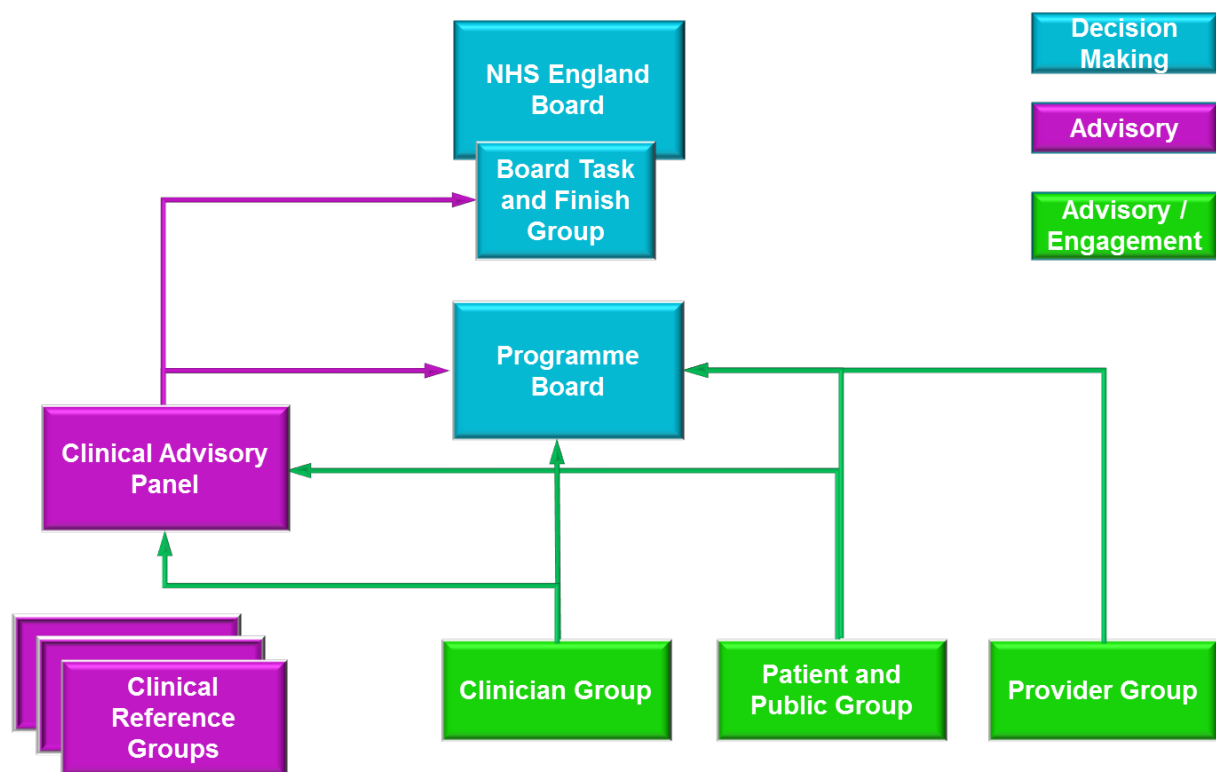 NHS England
Board
Board Task
and Finish
Group
Programme
Board
Clinical Advisory
Panel
Clinical
Reference
Groups
Clinician Group
Patient and
Public Group
Provider Group
Decision
Making
Advisory
Advisory /
Engagement